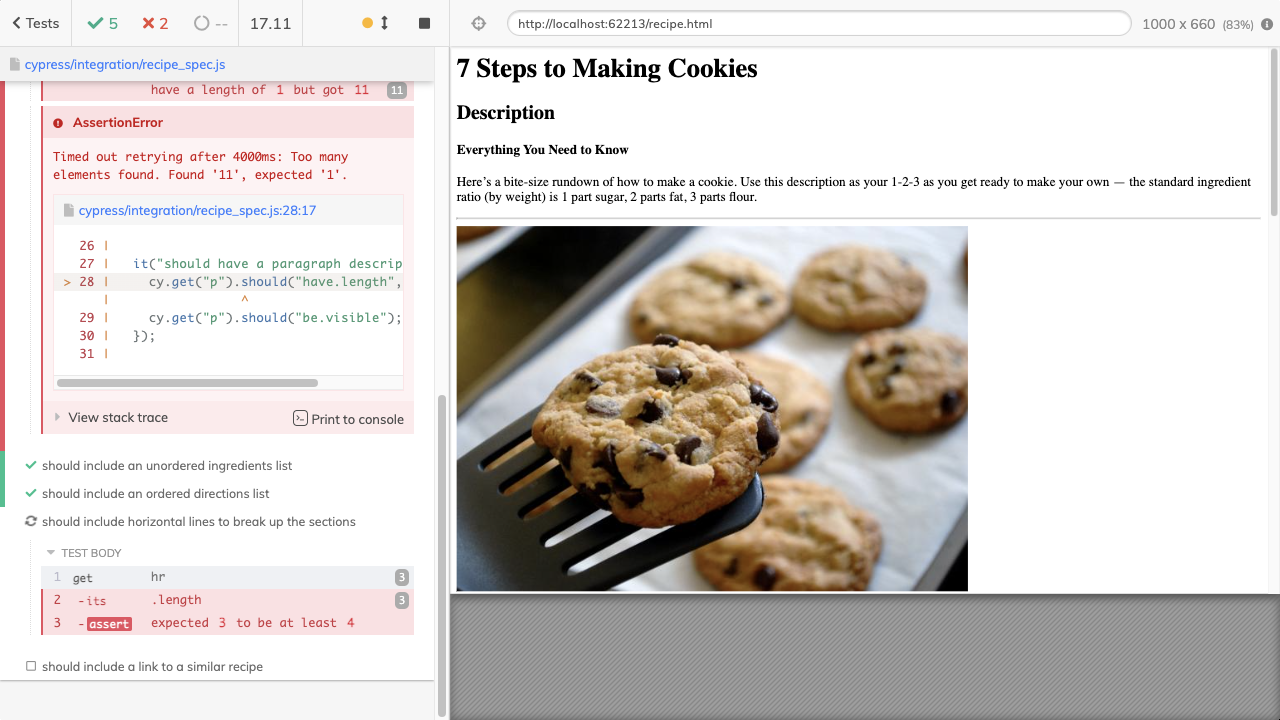 Tests
5
2
--
17.11
http://localhost:62213/recipe.html
1000 x 660 (83%)
cypress/integration/recipe_spec.js
have a length of 1 but got 11
11
AssertionError
Timed out retrying after 4000ms: Too many
elements found. Found '11', expected '1'.
cypress/integration/recipe_spec.js:28:17
26 |
27 | it("should have a paragraph descrip
> 28 | cy.get("p").should("have.length",
| ^
29 | cy.get("p").should("be.visible");
30 | });
31 |
View stack trace
Print to console
should include an unordered ingredients list
should include an ordered directions list
should include horizontal lines to break up the sections
TEST BODY
1 get hr 3
2 -its .length 3
3 -assert expected 3 to be at least 4
should include a link to a similar recipe
7 Steps to Making Cookies
Description
Everything You Need to Know
Here's a bite-size rundown of how to make a cookie. Use this description as your 1-2-3 as you get ready to make your own — the standard ingredient
ratio (by weight) is 1 part sugar, 2 parts fat, 3 parts flour.